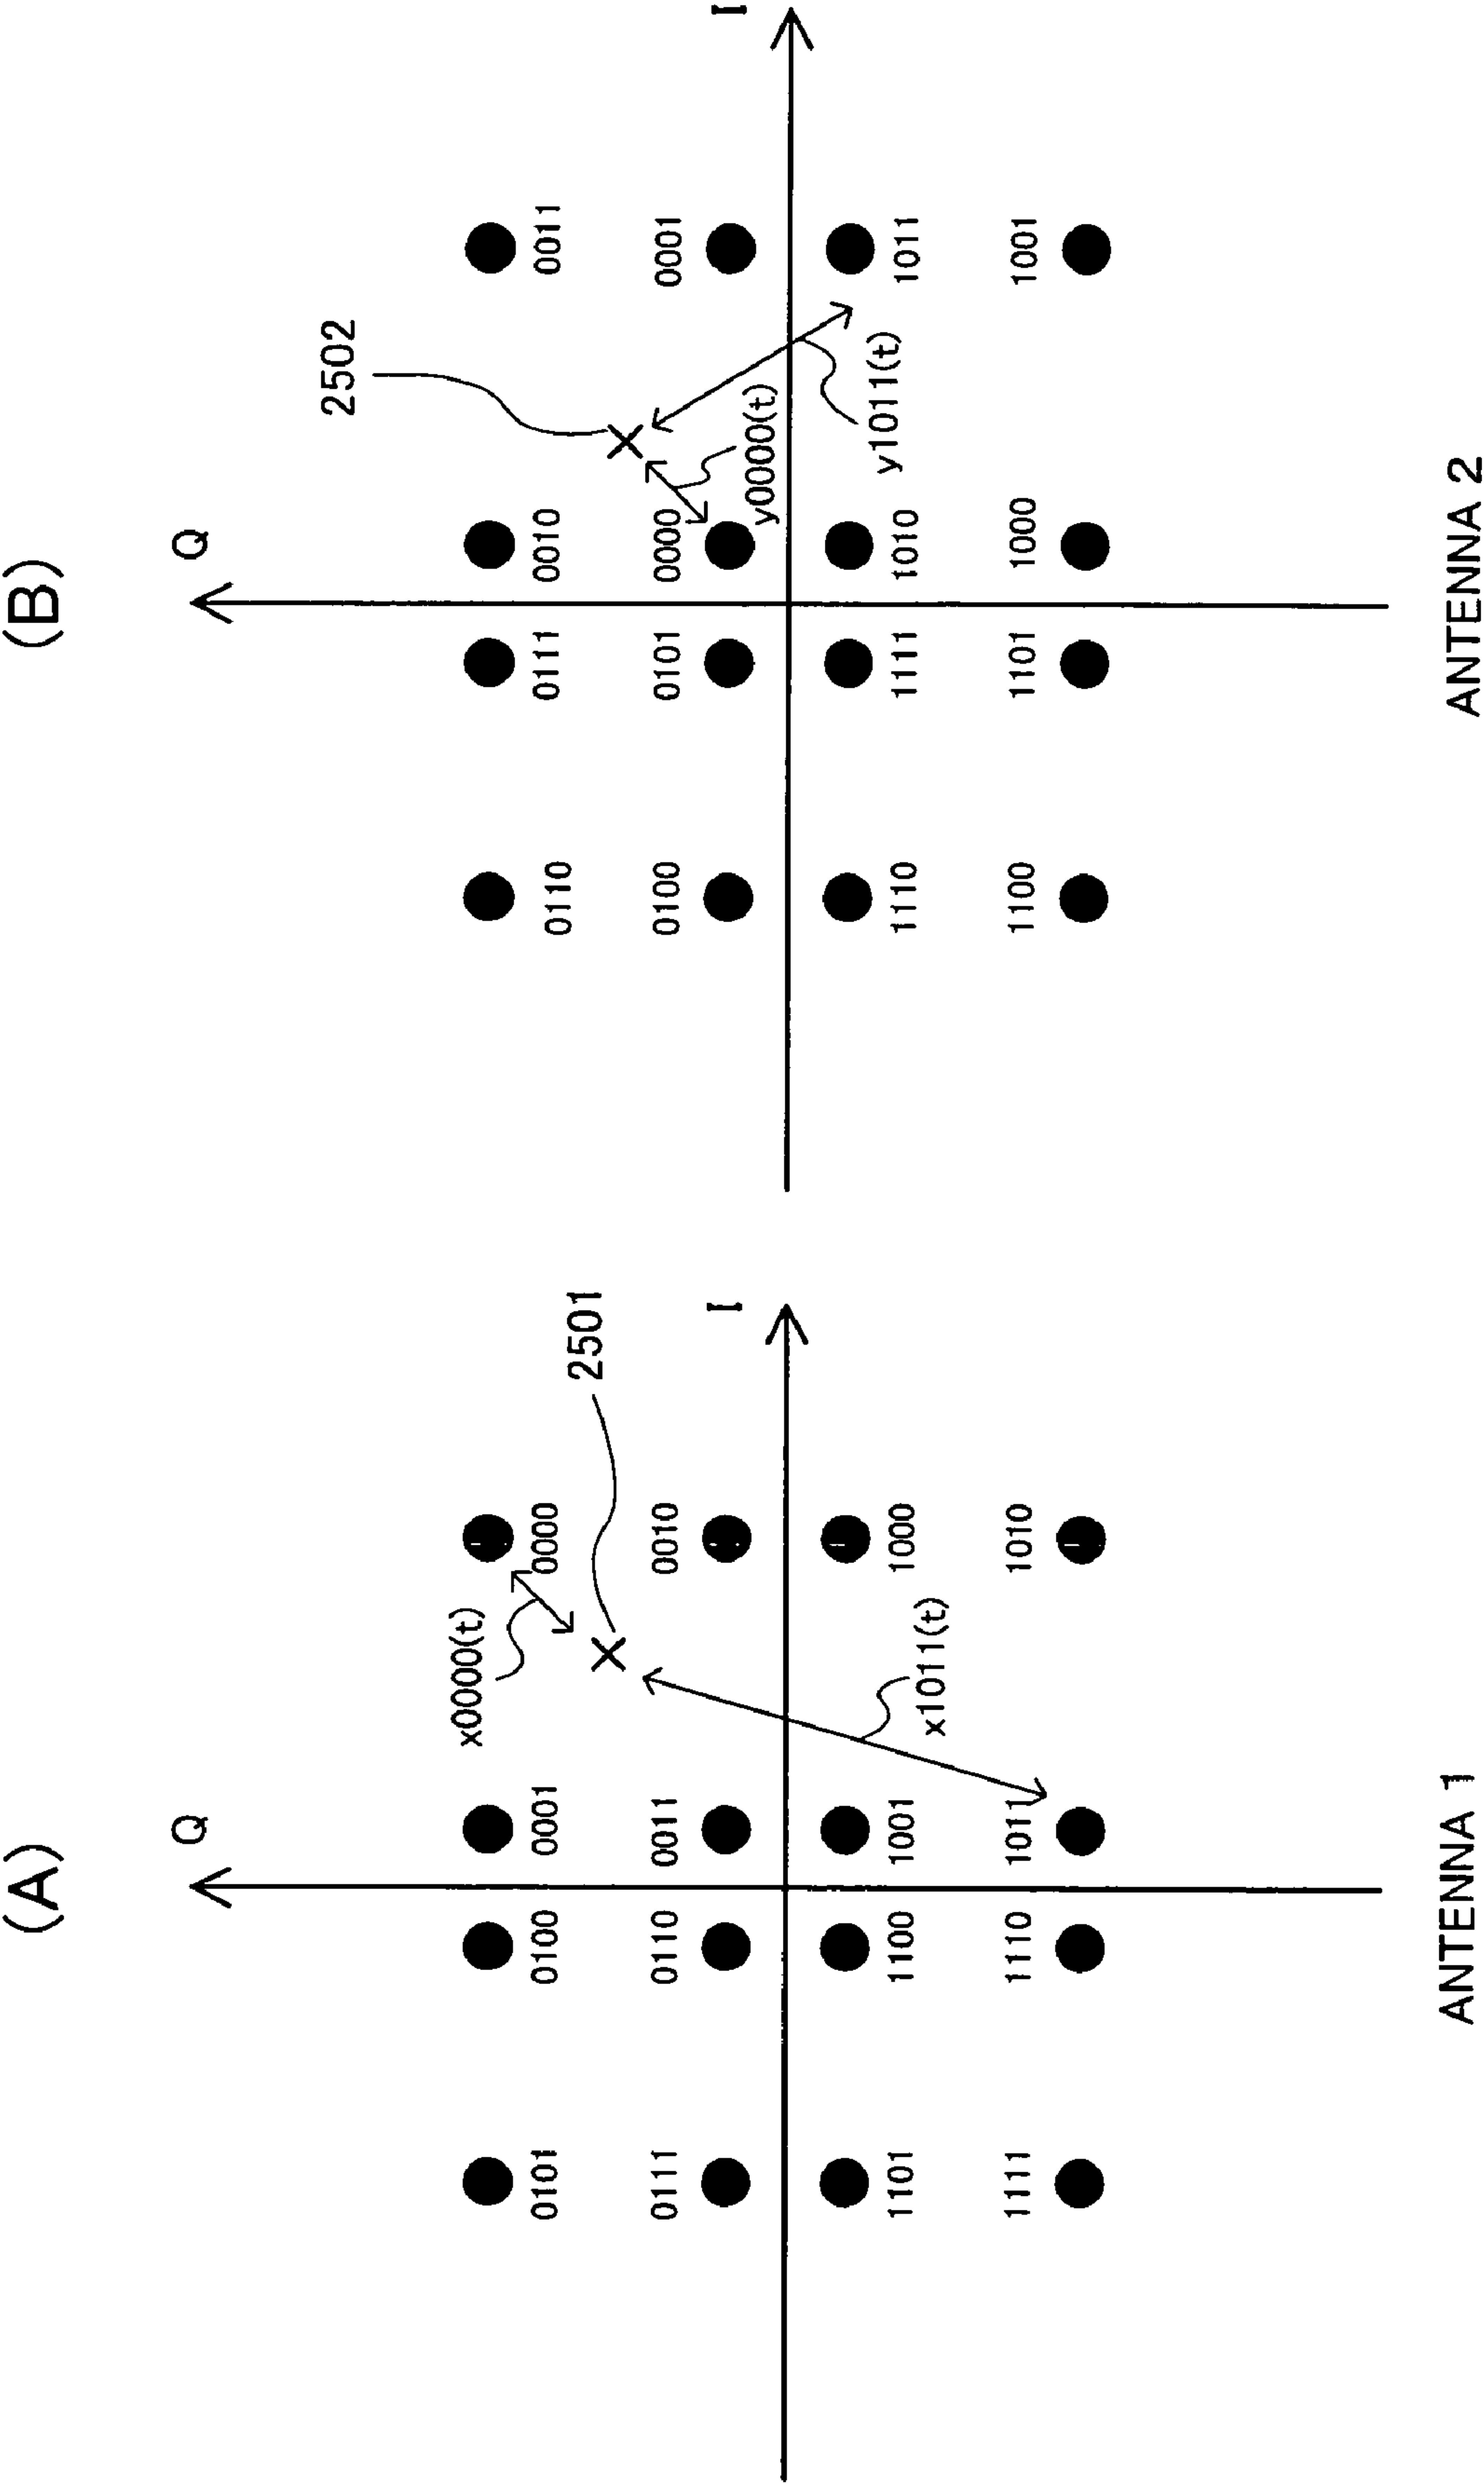 (A)
Q
x0000(t)
0101 0100 0001 0000
2501
0111 0110 0011 0010
I
1101 1100 1001 1000
x1011(t)
1111 1110 1011 1010
ANTENNA 1
(B)
Q
2502
0110 0111 0010 0011
0100 0101 0000 0001
I
y0000(t)
y1011(t)
1110 1111 1010 1011
1100 1101 1000 1001
ANTENNA 2